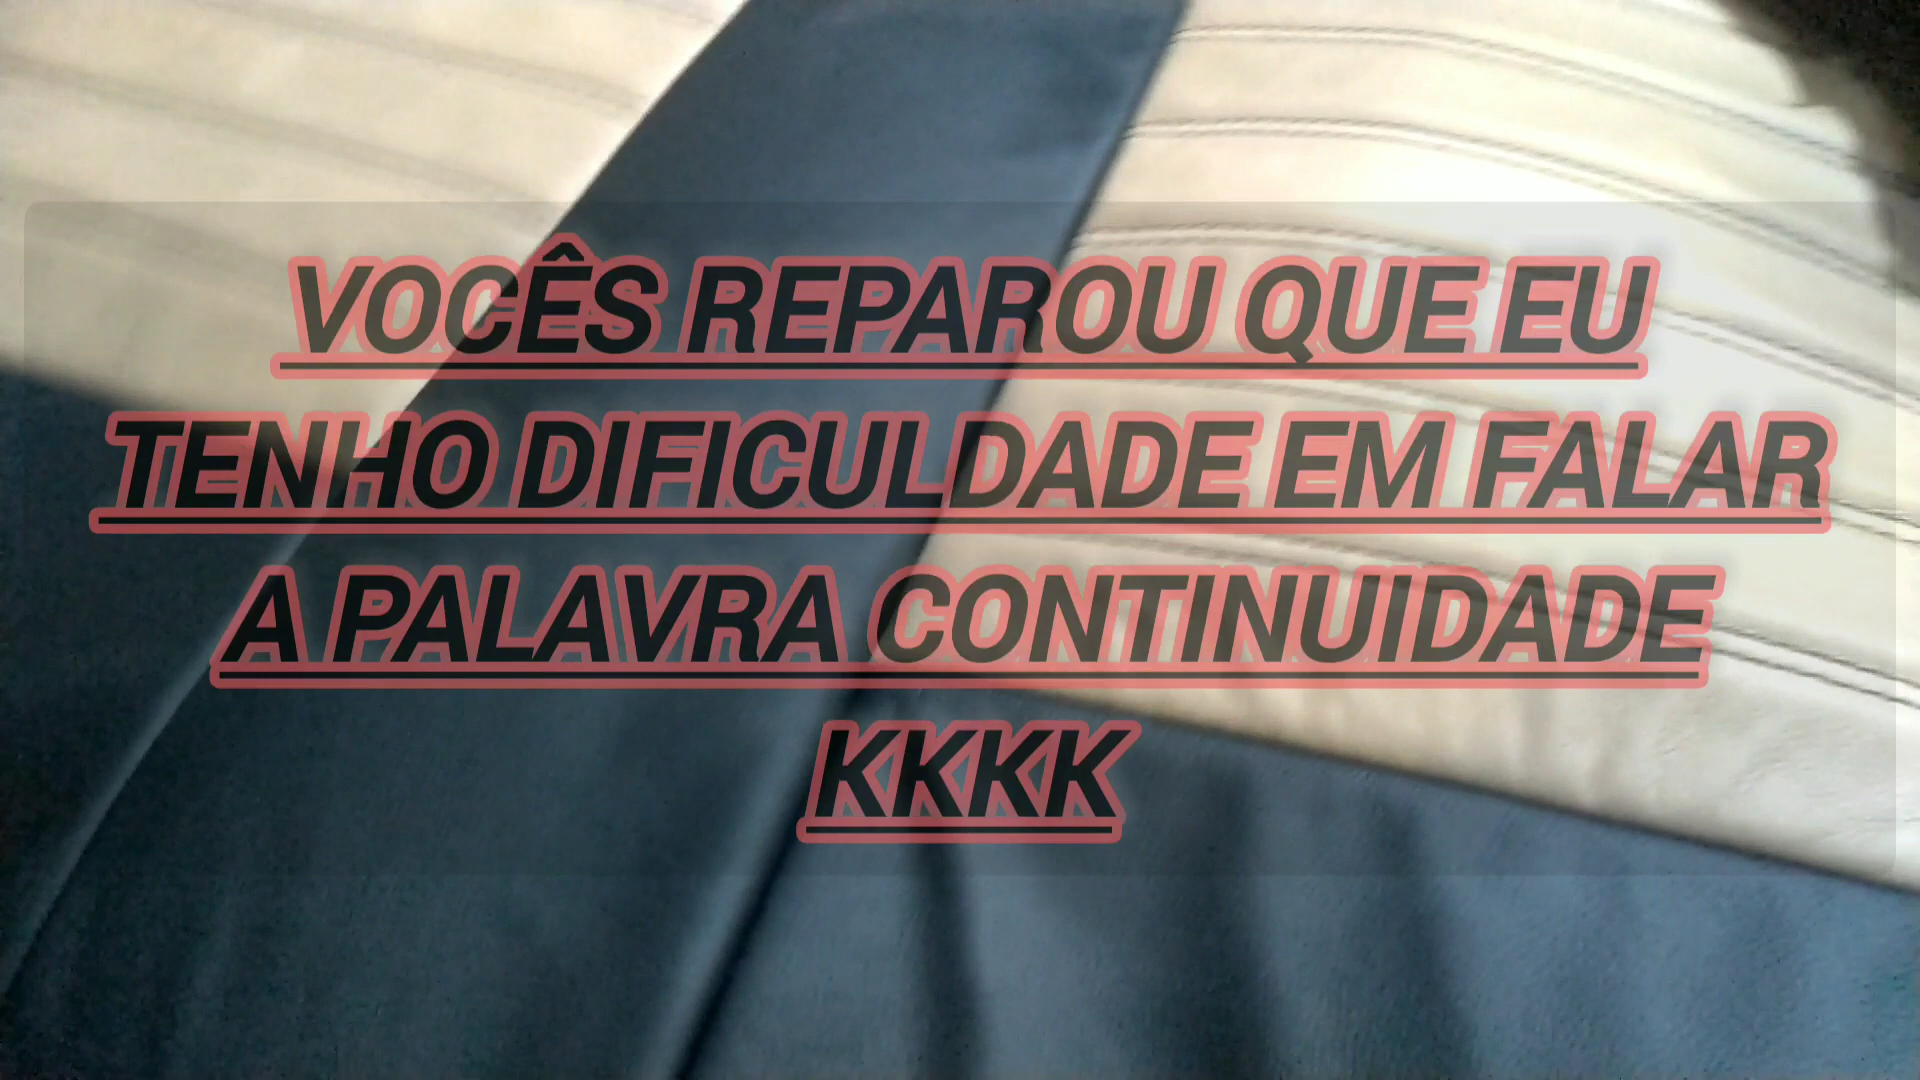 VOCÊS REPAROU QUE EU
TENHO DIFICULDADE EM FALAR
A PALAVRA CONTINUIDADE
KKKK